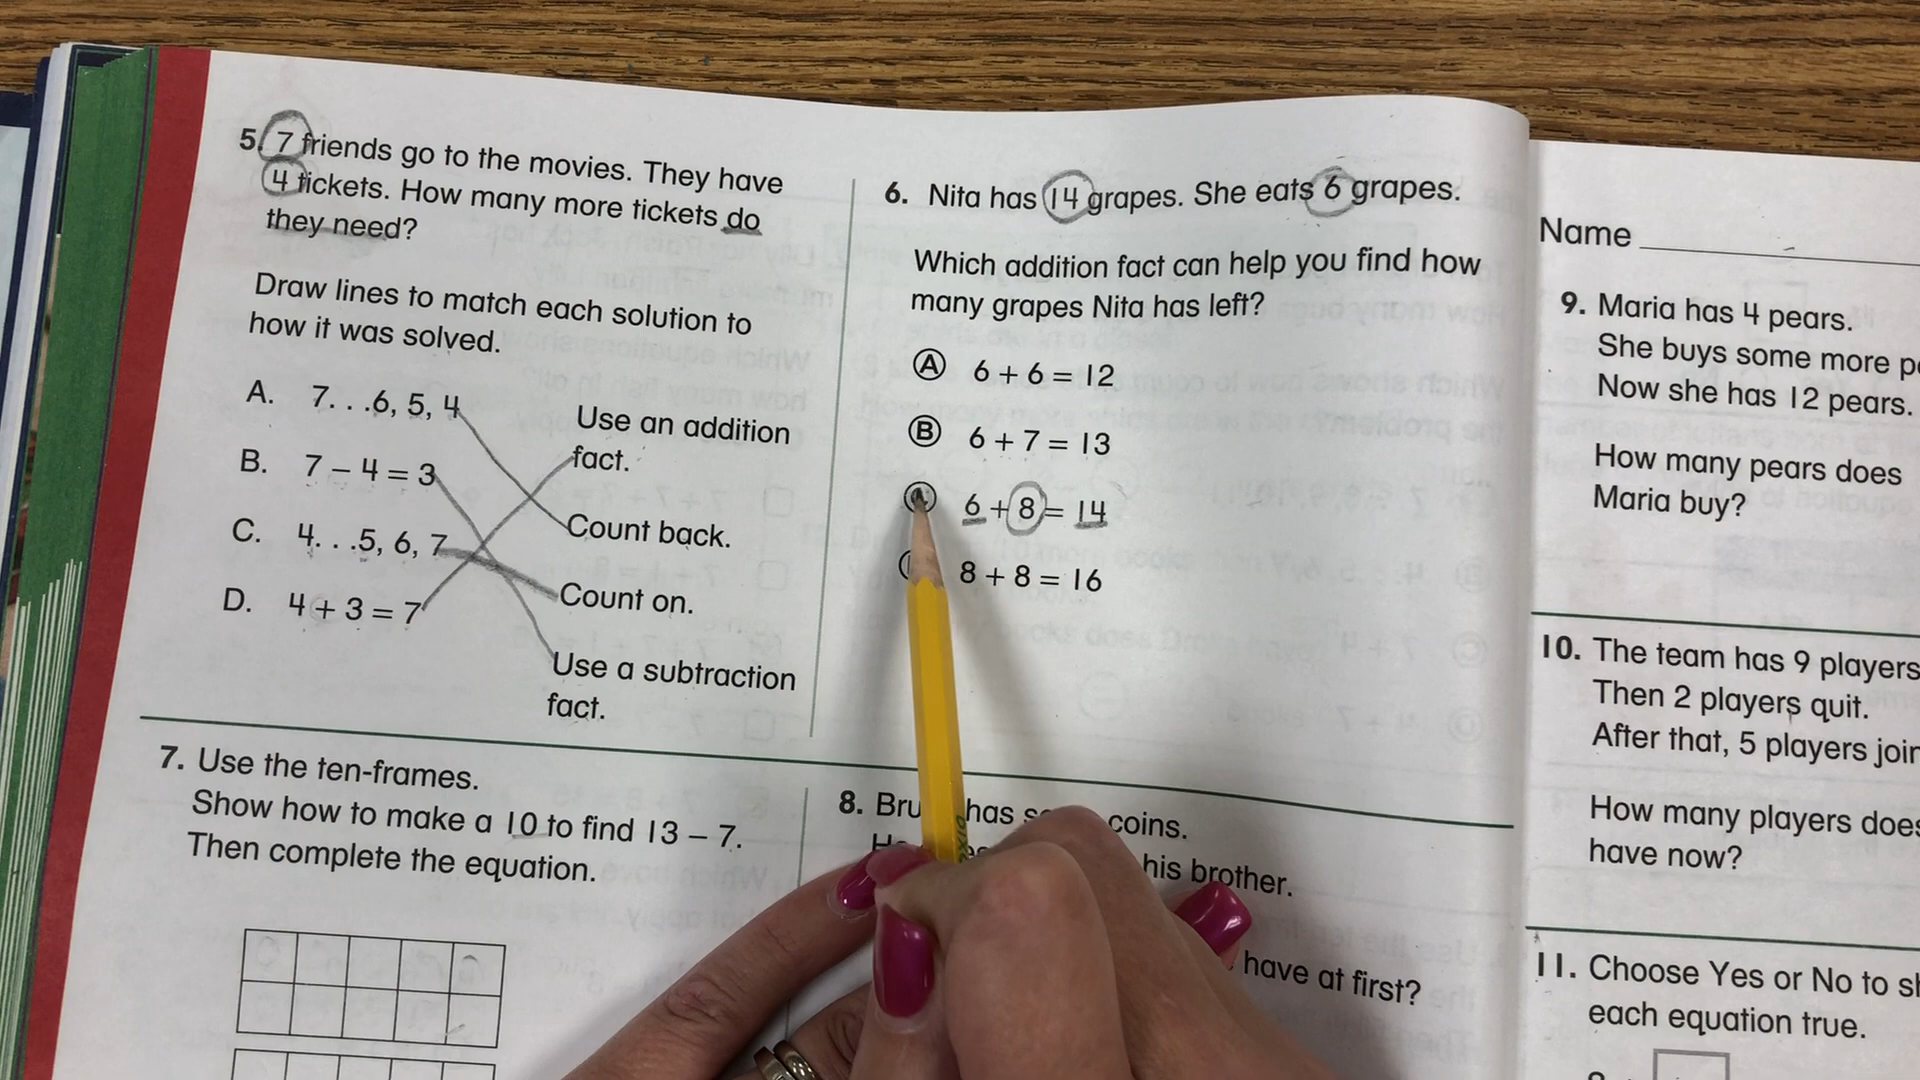 5. 7 friends go to the movies. They have
4 tickets. How many more tickets do
they need?
Draw lines to match each solution to
how it was solved.
A. 7. . .6, 5, 4
B. 7 – 4 = 3
C. 4. . .5, 6, 7
D. 4 + 3 = 7
Use an addition
fact.
Count back.
Count on.
Use a subtraction
fact.
6. Nita has 14 grapes. She eats 6 grapes.
Which addition fact can help you find how
many grapes Nita has left?
A 6 + 6 = 12
B 6 + 7 = 13
6 + 8 = 14
8 + 8 = 16
7. Use the ten-frames.
Show how to make a 10 to find 13 – 7.
Then complete the equation.
8. has coins.
his brother.
have at first?
Name
9. Maria has 4 pears.
She buys some more
Now she has 12 pears.
How many pears does
Maria buy?
10. The team has 9 players
Then 2 players quit.
After that, 5 players
How many players
have now?
11. Choose Yes or No to
each equation true.